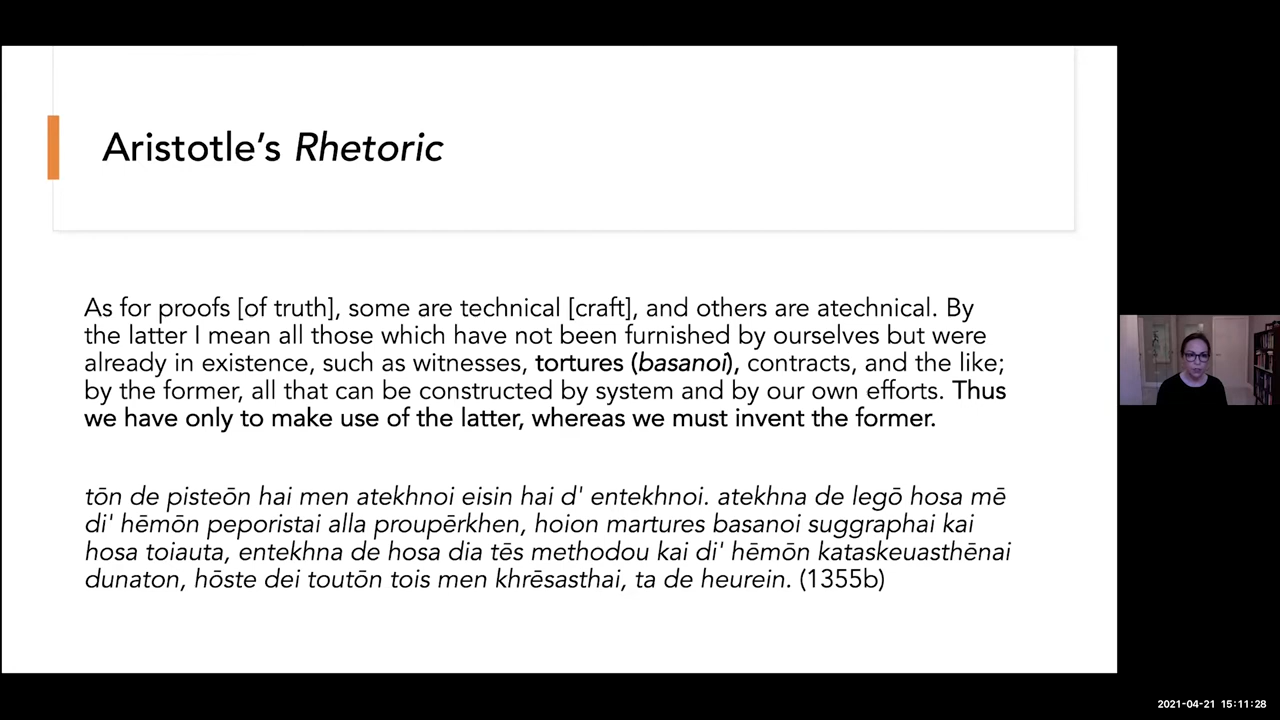 Aristotle's Rhetoric
As for proofs [of truth], some are technical [craft], and others are atechnical. By
the latter I mean all those which have not been furnished by ourselves but were
already in existence, such as witnesses, tortures (basanoi), contracts, and the like;
by the former, all that can be constructed by system and by our own efforts. Thus
we have only to make use of the latter, whereas we must invent the former.
tōn de pisteōn hai men atekhnoi eisin hai d' entekhnoi. atekhna de legō hosa mē
di' hēmōn peporistai alla proupērkhen, hoion martures basanoi suggraphai kai
hosa toiauta, entekhna de hosa dia tēs methodou kai di' hēmōn kataskeuasthēnai
dunaton, hōste dei toutōn tois men khrēsasthai, ta de heurein. (1355b)
2021-04-21 15:11:28